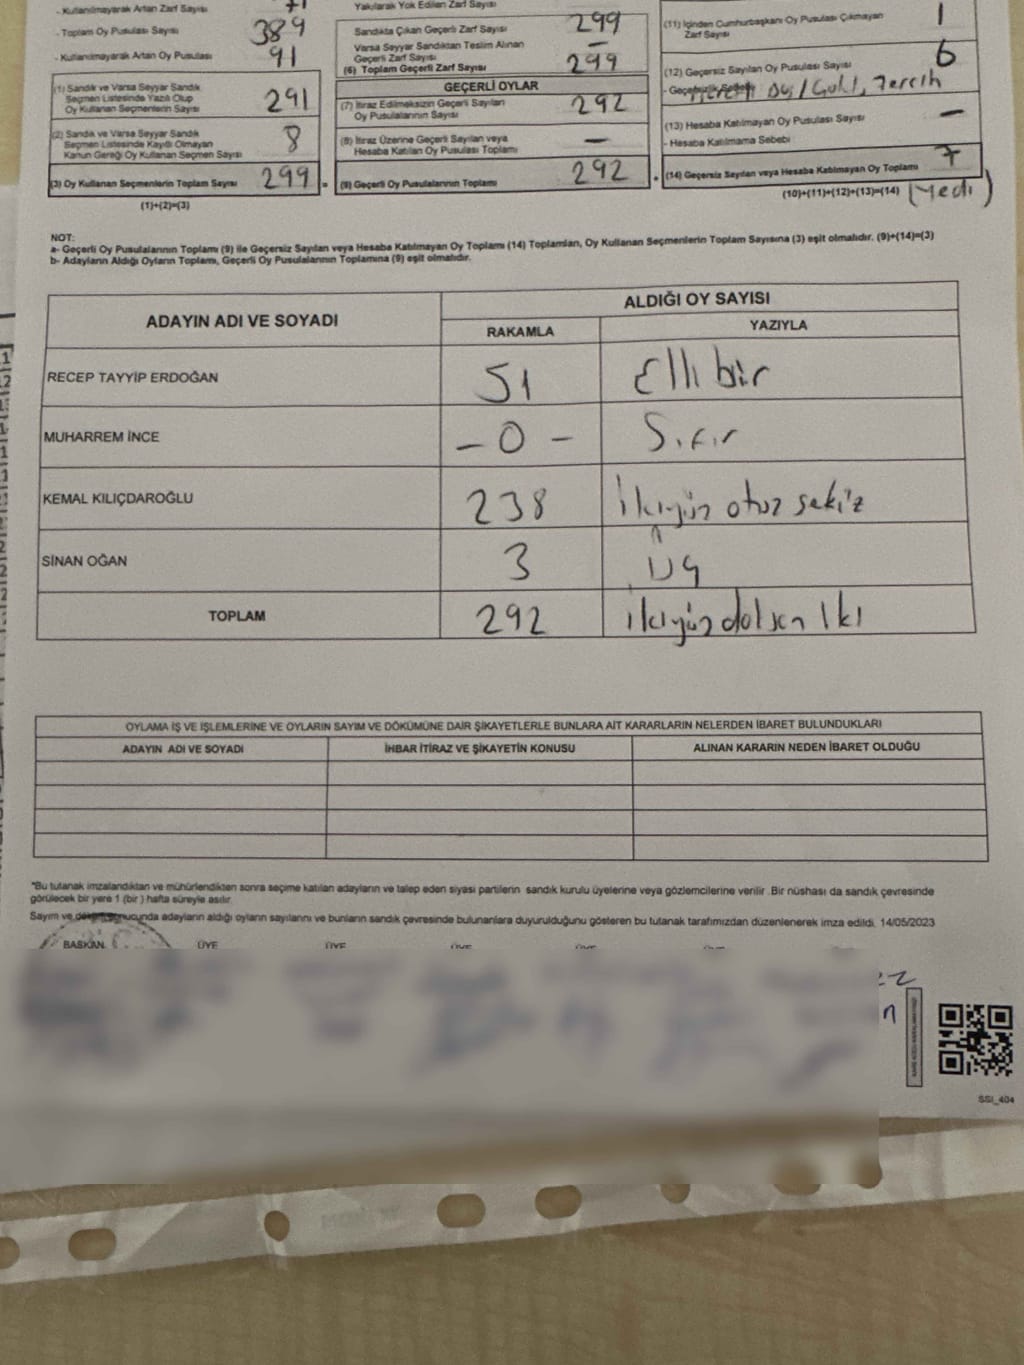 - Kullanılmayarak Artan Zarf Sayısı 71
- Toplam Oy Pusulası Sayısı 389
- Kullanılmayarak Artan Oy Pusulası 91
(1) Sandık ve Varsa Seyyar Sandık
Seçmen Listesinde Yazılı Olup
Oy Kullanan Seçmenlerin Sayısı 291
(2) Sandık ve Varsa Seyyar Sandık
Seçmen Listesinde Kaydı Olmayan
Kanun Gereği Oy Kullanan Seçmen Sayısı 8
(3) Oy Kullanan Seçmenlerin Toplam Sayısı 299 =
(1)+(2)=(3)
Yakılarak Yok Edilen Zarf Sayısı
Sandıkta Çıkan Geçerli Zarf Sayısı 299
Varsa Seyyar Sandıktan Teslim Alınan
Geçerli Zarf Sayısı —
(6) Toplam Geçerli Zarf Sayısı 299
GEÇERLİ OYLAR
(7) İtiraz Edilmeksizin Geçerli Sayılan
Oy Pusulalarının Sayısı 292
(8) İtiraz Üzerine Geçerli Sayılan veya
Hesaba Katılan Oy Pusulası Toplamı —
(9) Geçerli Oy Pusulalarının Toplamı 292
(11) İçinden Cumhurbaşkanı Oy Pusulası Çıkmayan
Zarf Sayısı 1
(12) Geçersiz Sayılan Oy Pusulası Sayısı 6
- Geçersizlik Sebebi Tercih
(13) Hesaba Katılmayan Oy Pusulası Sayısı —
- Hesaba Katılmama Sebebi
(14) Geçersiz Sayılan veya Hesaba Katılmayan Oy Toplamı 7
(10)+(11)+(12)+(13)=(14) (Yedi)
NOT:
a- Geçerli Oy Pusulalarının Toplamı (9) ile Geçersiz Sayılan veya Hesaba Katılmayan Oy Toplamı (14) Toplamları, Oy Kullanan Seçmenlerin Toplam Sayısına (3) eşit olmalıdır. (9)+(14)=(3)
b- Adayların Aldığı Oyların Toplamı, Geçerli Oy Pusulalarının Toplamına (9) eşit olmalıdır.
ADAYIN ADI VE SOYADI
ALDIĞI OY SAYISI
RAKAMLA YAZIYLA
RECEP TAYYİP ERDOĞAN 51 Elli bir
MUHARREM İNCE - 0 - Sıfır
KEMAL KILIÇDAROĞLU 238 İkiyüz otuz sekiz
SİNAN OĞAN 3 Üç
TOPLAM 292 ikiyüz doksan iki
OYLAMA İŞ VE İŞLEMLERİNE VE OYLARIN SAYIM VE DÖKÜMÜNE DAİR ŞİKAYETLERLE BUNLARA AİT KARARLARIN NELERDEN İBARET BULUNDUKLARI
ADAYIN ADI VE SOYADI İHBAR İTİRAZ VE ŞİKAYETİN KONUSU ALINAN KARARIN NEDEN İBARET OLDUĞU
*Bu tutanak imzalandıktan ve mühürlendikten sonra seçime katılan adayların ve talep eden siyasi partilerin sandık kurulu üyelerine veya gözlemcilerine verilir. Bir nüshası da sandık çevresinde
görülecek bir yere 1 (bir) hafta süreyle asılır.
Sayım ve döküm sonucunda adayların aldığı oyların sayılarını ve bunların sandık çevresinde bulunanlara duyurulduğunu gösteren bu tutanak tarafımızdan düzenlenerek imza edildi. 14/05/2023
BAŞKAN ÜYE ÜYE ÜYE ÜYE ÜYE
SSI_404